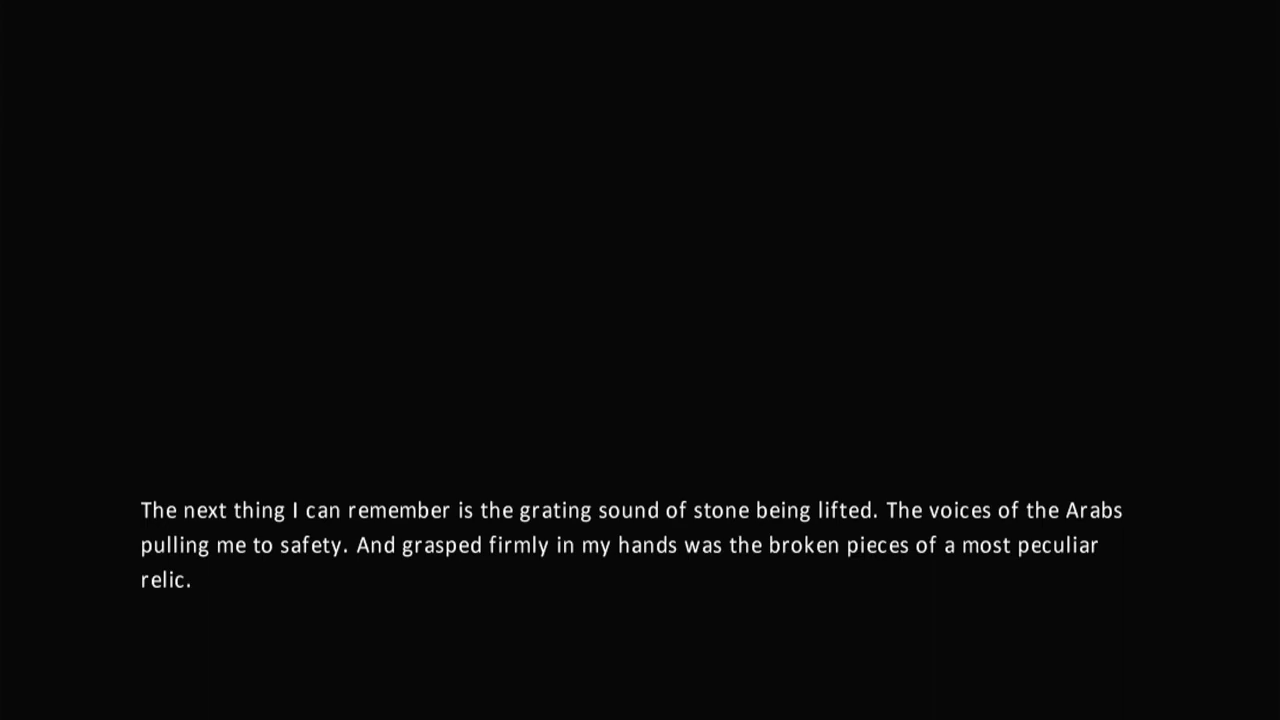 The next thing I can remember is the grating sound of stone being lifted. The voices of the Arabs
pulling me to safety. And grasped firmly in my hands was the broken pieces of a most peculiar
relic.